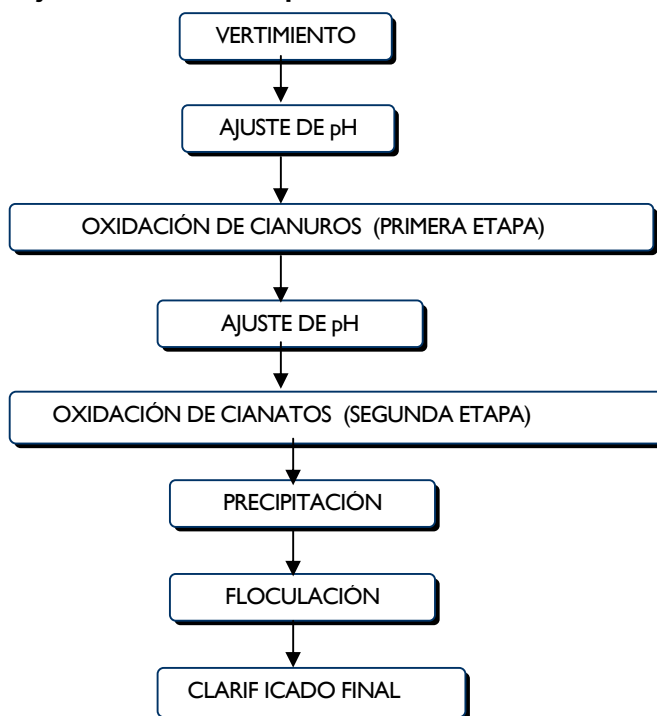 VERTIMIENTO
AJUSTE DE pH
OXIDACIÓN DE CIANUROS (PRIMERA ETAPA)
AJUSTE DE pH
OXIDACIÓN DE CIANATOS (SEGUNDA ETAPA)
PRECIPITACIÓN
FLOCULACIÓN
CLARIF ICADO FINAL